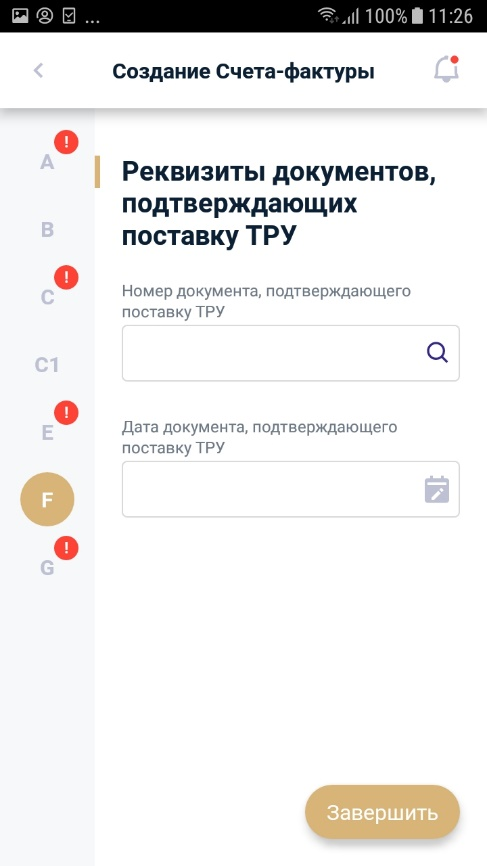 ... 100% 11:26
Создание Счета-фактуры
A !
B
C !
C1
E !
F
G !
Реквизиты документов,
подтверждающих
поставку ТРУ
Номер документа, подтверждающего
поставку ТРУ
Дата документа, подтверждающего
поставку ТРУ
Завершить